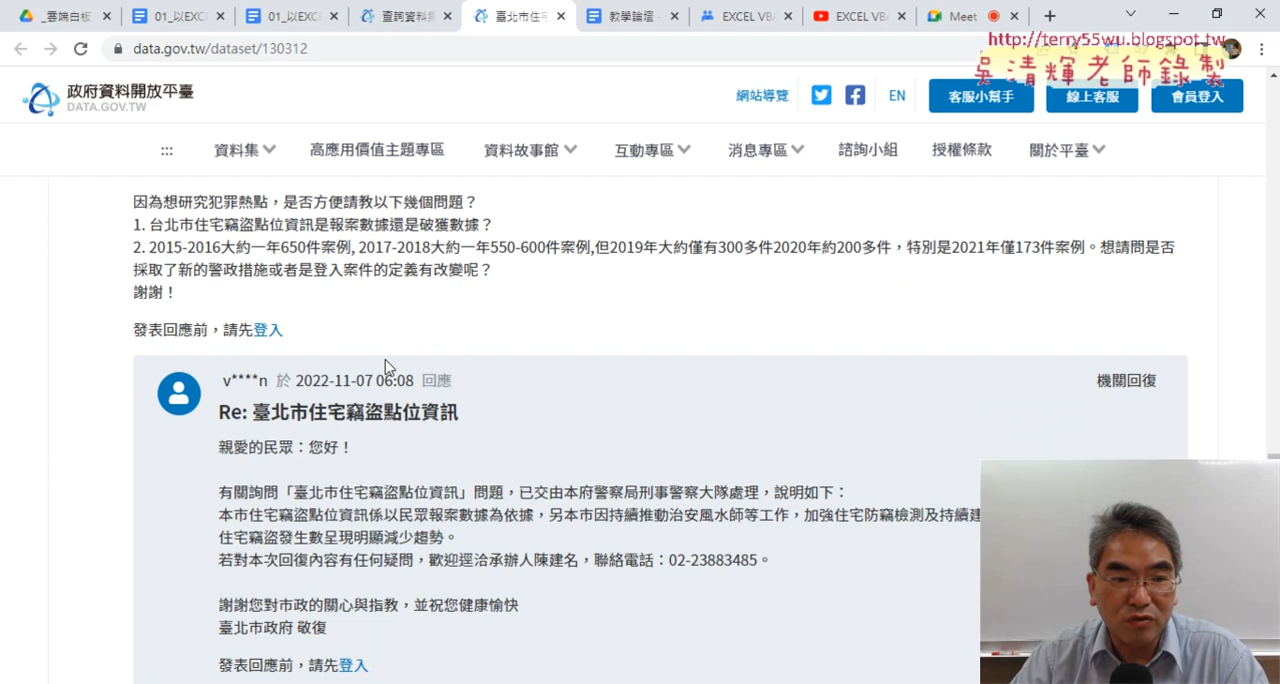 _雲端白板
01_以EXC
01_以EXC
查詢資料集
臺北市住宅
教學論壇 -
EXCEL VBA
EXCEL VBA
Meet
data.gov.tw/dataset/130312
http://terry55wu.blogspot.tw
吳清輝老師錄製
政府資料開放平臺
DATA.GOV.TW
網站導覽
EN
客服小幫手
線上客服
會員登入
資料集
高應用價值主題專區
資料故事館
互動專區
消息專區
諮詢小組
授權條款
關於平臺
因為想研究犯罪熱點，是否方便請教以下幾個問題？
1. 台北市住宅竊盜點位資訊是報案數據還是破獲數據？
2. 2015-2016大約一年650件案例, 2017-2018大約一年550-600件案例,但2019年大約僅有300多件2020年約200多件，特別是2021年僅173件案例。想請問是否
採取了新的警政措施或者是登入案件的定義有改變呢？
謝謝！
發表回應前，請先登入
v****n 於 2022-11-07 06:08 回應
機關回復
Re: 臺北市住宅竊盜點位資訊
親愛的民眾：您好！
有關詢問「臺北市住宅竊盜點位資訊」問題，已交由本府警察局刑事警察大隊處理，說明如下：
本市住宅竊盜點位資訊係以民眾報案數據為依據，另本市因持續推動治安風水師等工作，加強住宅防竊檢測及持續建
住宅竊盜發生數呈現明顯減少趨勢。
若對本次回復內容有任何疑問，歡迎逕洽承辦人陳建名，聯絡電話：02-23883485。
謝謝您對市政的關心與指教，並祝您健康愉快
臺北市政府 敬復
發表回應前，請先登入